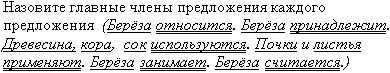 Назовите главные члены предложения каждого
предложения (Берёза относится. Берёза принадлежит.
Древесина, кора, сок используются. Почки и листья
применяют. Берёза занимает. Берёза считается.)